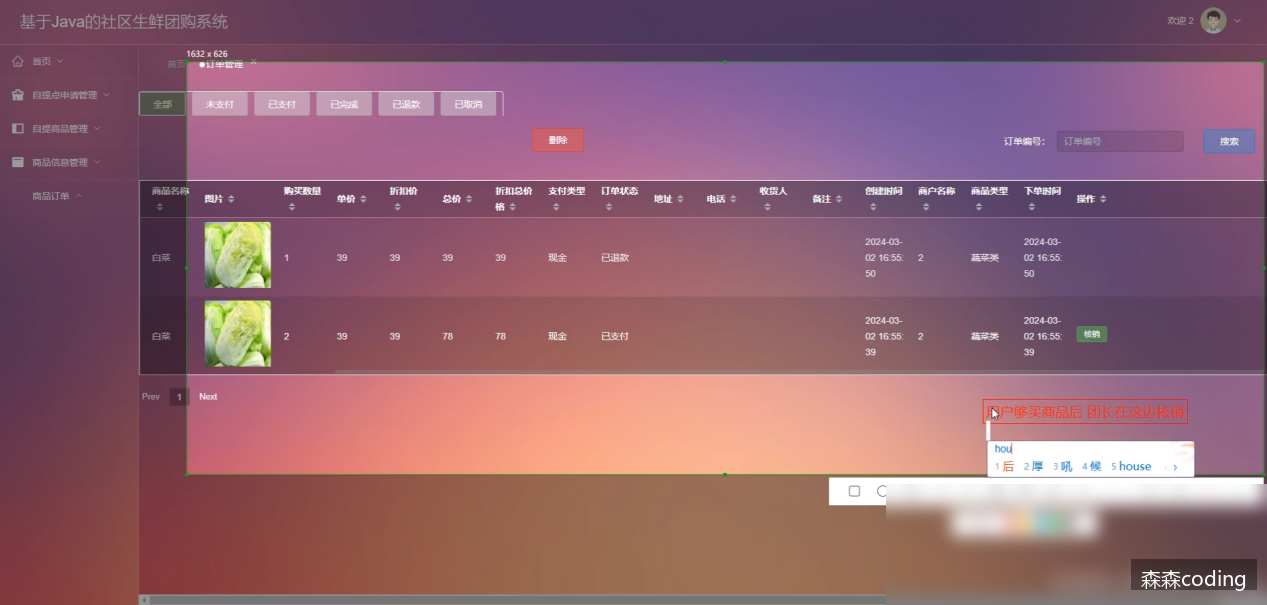 基于Java的社区生鲜团购系统
欢迎 2
首页
自提点申请管理
自提商品管理
商品信息管理
商品订单
1632 x 626
首页 订单管理
全部 未支付 已支付 已完成 已退款 已取消
删除 订单编号: 订单编号 搜索
商品名称 图片 购买数量 单价 折扣价 总价 折扣总价格 支付类型 订单状态 地址 电话 收货人 备注 创建时间 商户名称 商品类型 下单时间 操作
白菜 1 39 39 39 39 现金 已退款 2024-03-02 16:55:50 2 蔬菜类 2024-03-02 16:55:50
白菜 2 39 39 78 78 现金 已支付 2024-03-02 16:55:39 2 蔬菜类 2024-03-02 16:55:39 核销
Prev 1 Next
用户够买商品后 团长在这边核销
hou
1 后 2 厚 3 吼 4 候 5 house
森森coding